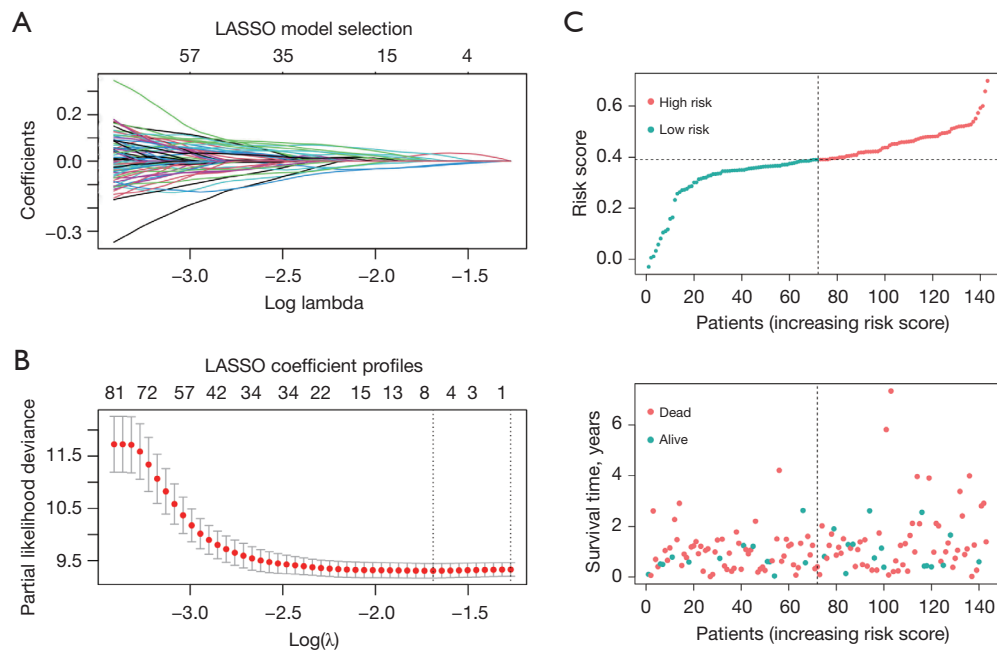 A
LASSO model selection
57 35 15 4
0.2
0.0
−0.3
Coefficients
−3.0 −2.5 −2.0 −1.5
Log lambda
B
LASSO coefficient profiles
81 72 57 42 34 34 22 15 13 8 4 3 1
11.5
10.5
9.5
Partial likelihood deviance
−3.0 −2.5 −2.0 −1.5
Log(λ)
C
High risk
Low risk
0.6
0.4
0.2
0.0
Risk score
0 20 40 60 80 100 120 140
Patients (increasing risk score)
Dead
Alive
6
4
2
0
Survival time, years
0 20 40 60 80 100 120 140
Patients (increasing risk score)